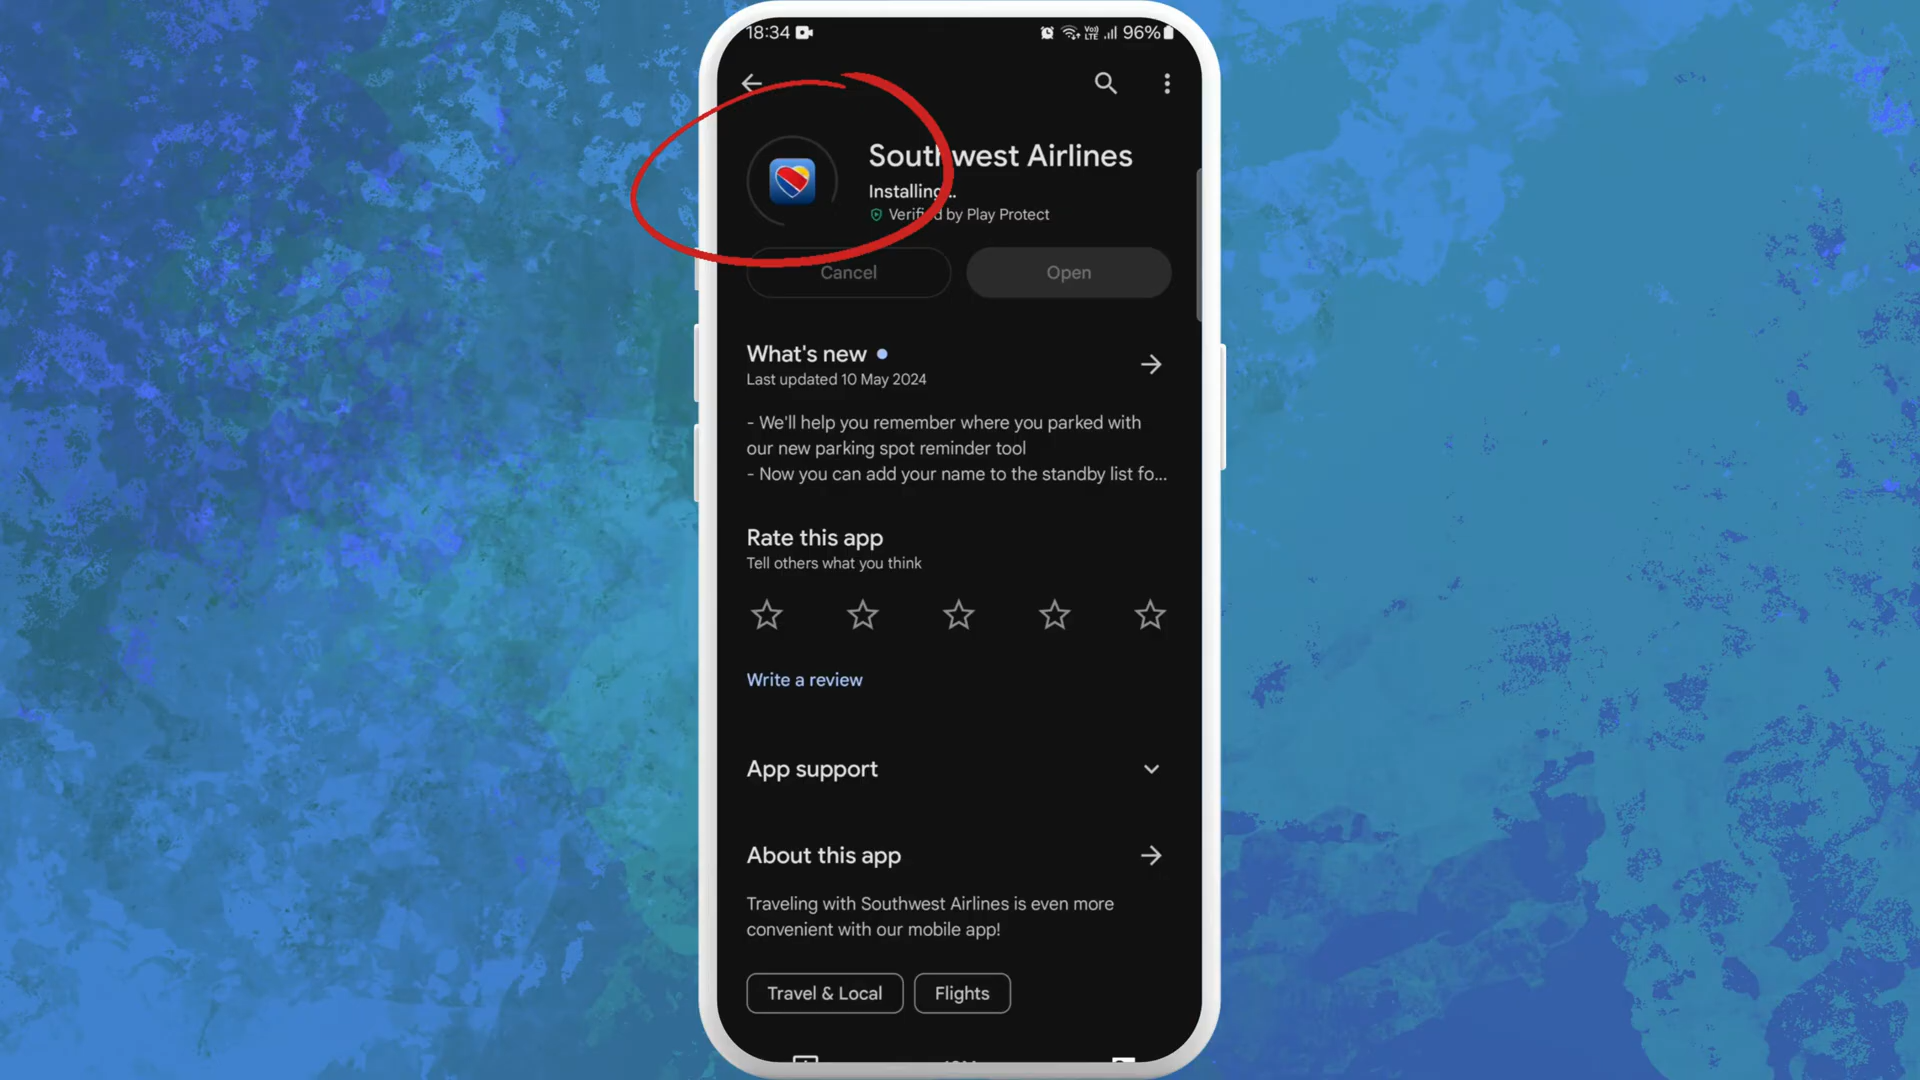 18:34
Vo)) LTE 96%
Southwest Airlines
Installing...
Verified by Play Protect
Cancel
Open
What's new
Last updated 10 May 2024
- We'll help you remember where you parked with
our new parking spot reminder tool
- Now you can add your name to the standby list fo...
Rate this app
Tell others what you think
Write a review
App support
About this app
Traveling with Southwest Airlines is even more
convenient with our mobile app!
Travel & Local
Flights